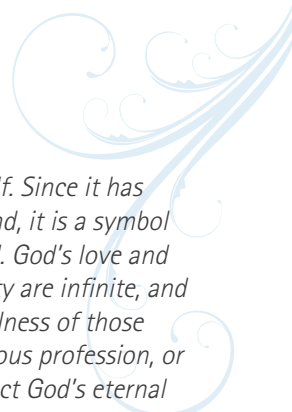 lf. Since it has
nd, it is a symbol
l. God's love and
ty are infinite, and
lness of those
ous profession, or
ct God's eternal